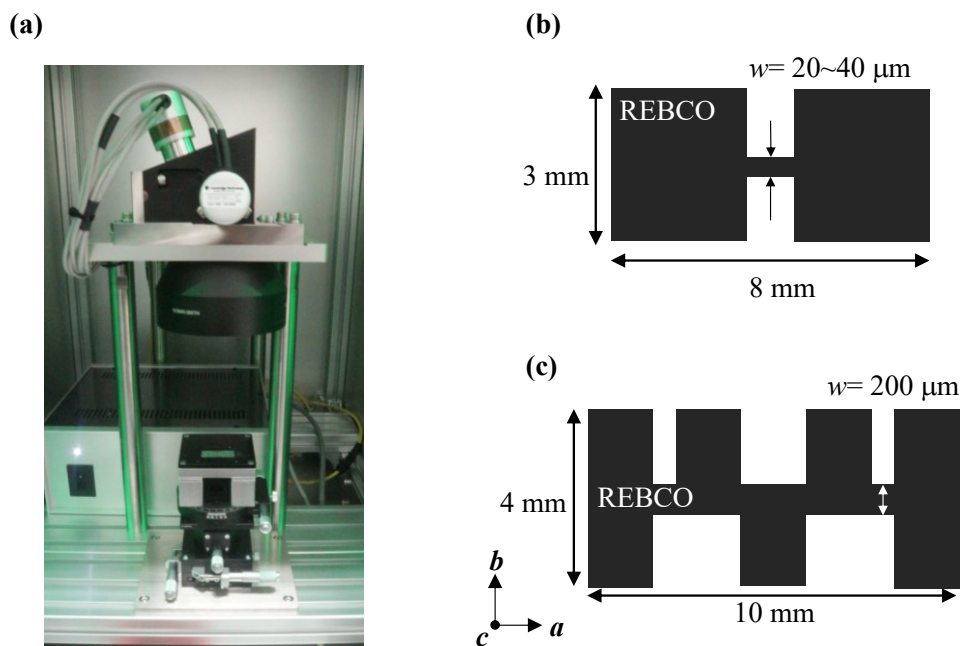 (a)
(b)
w= 20~40 μm
REBCO
3 mm
8 mm
(c)
w= 200 μm
REBCO
4 mm
10 mm
b
c
a